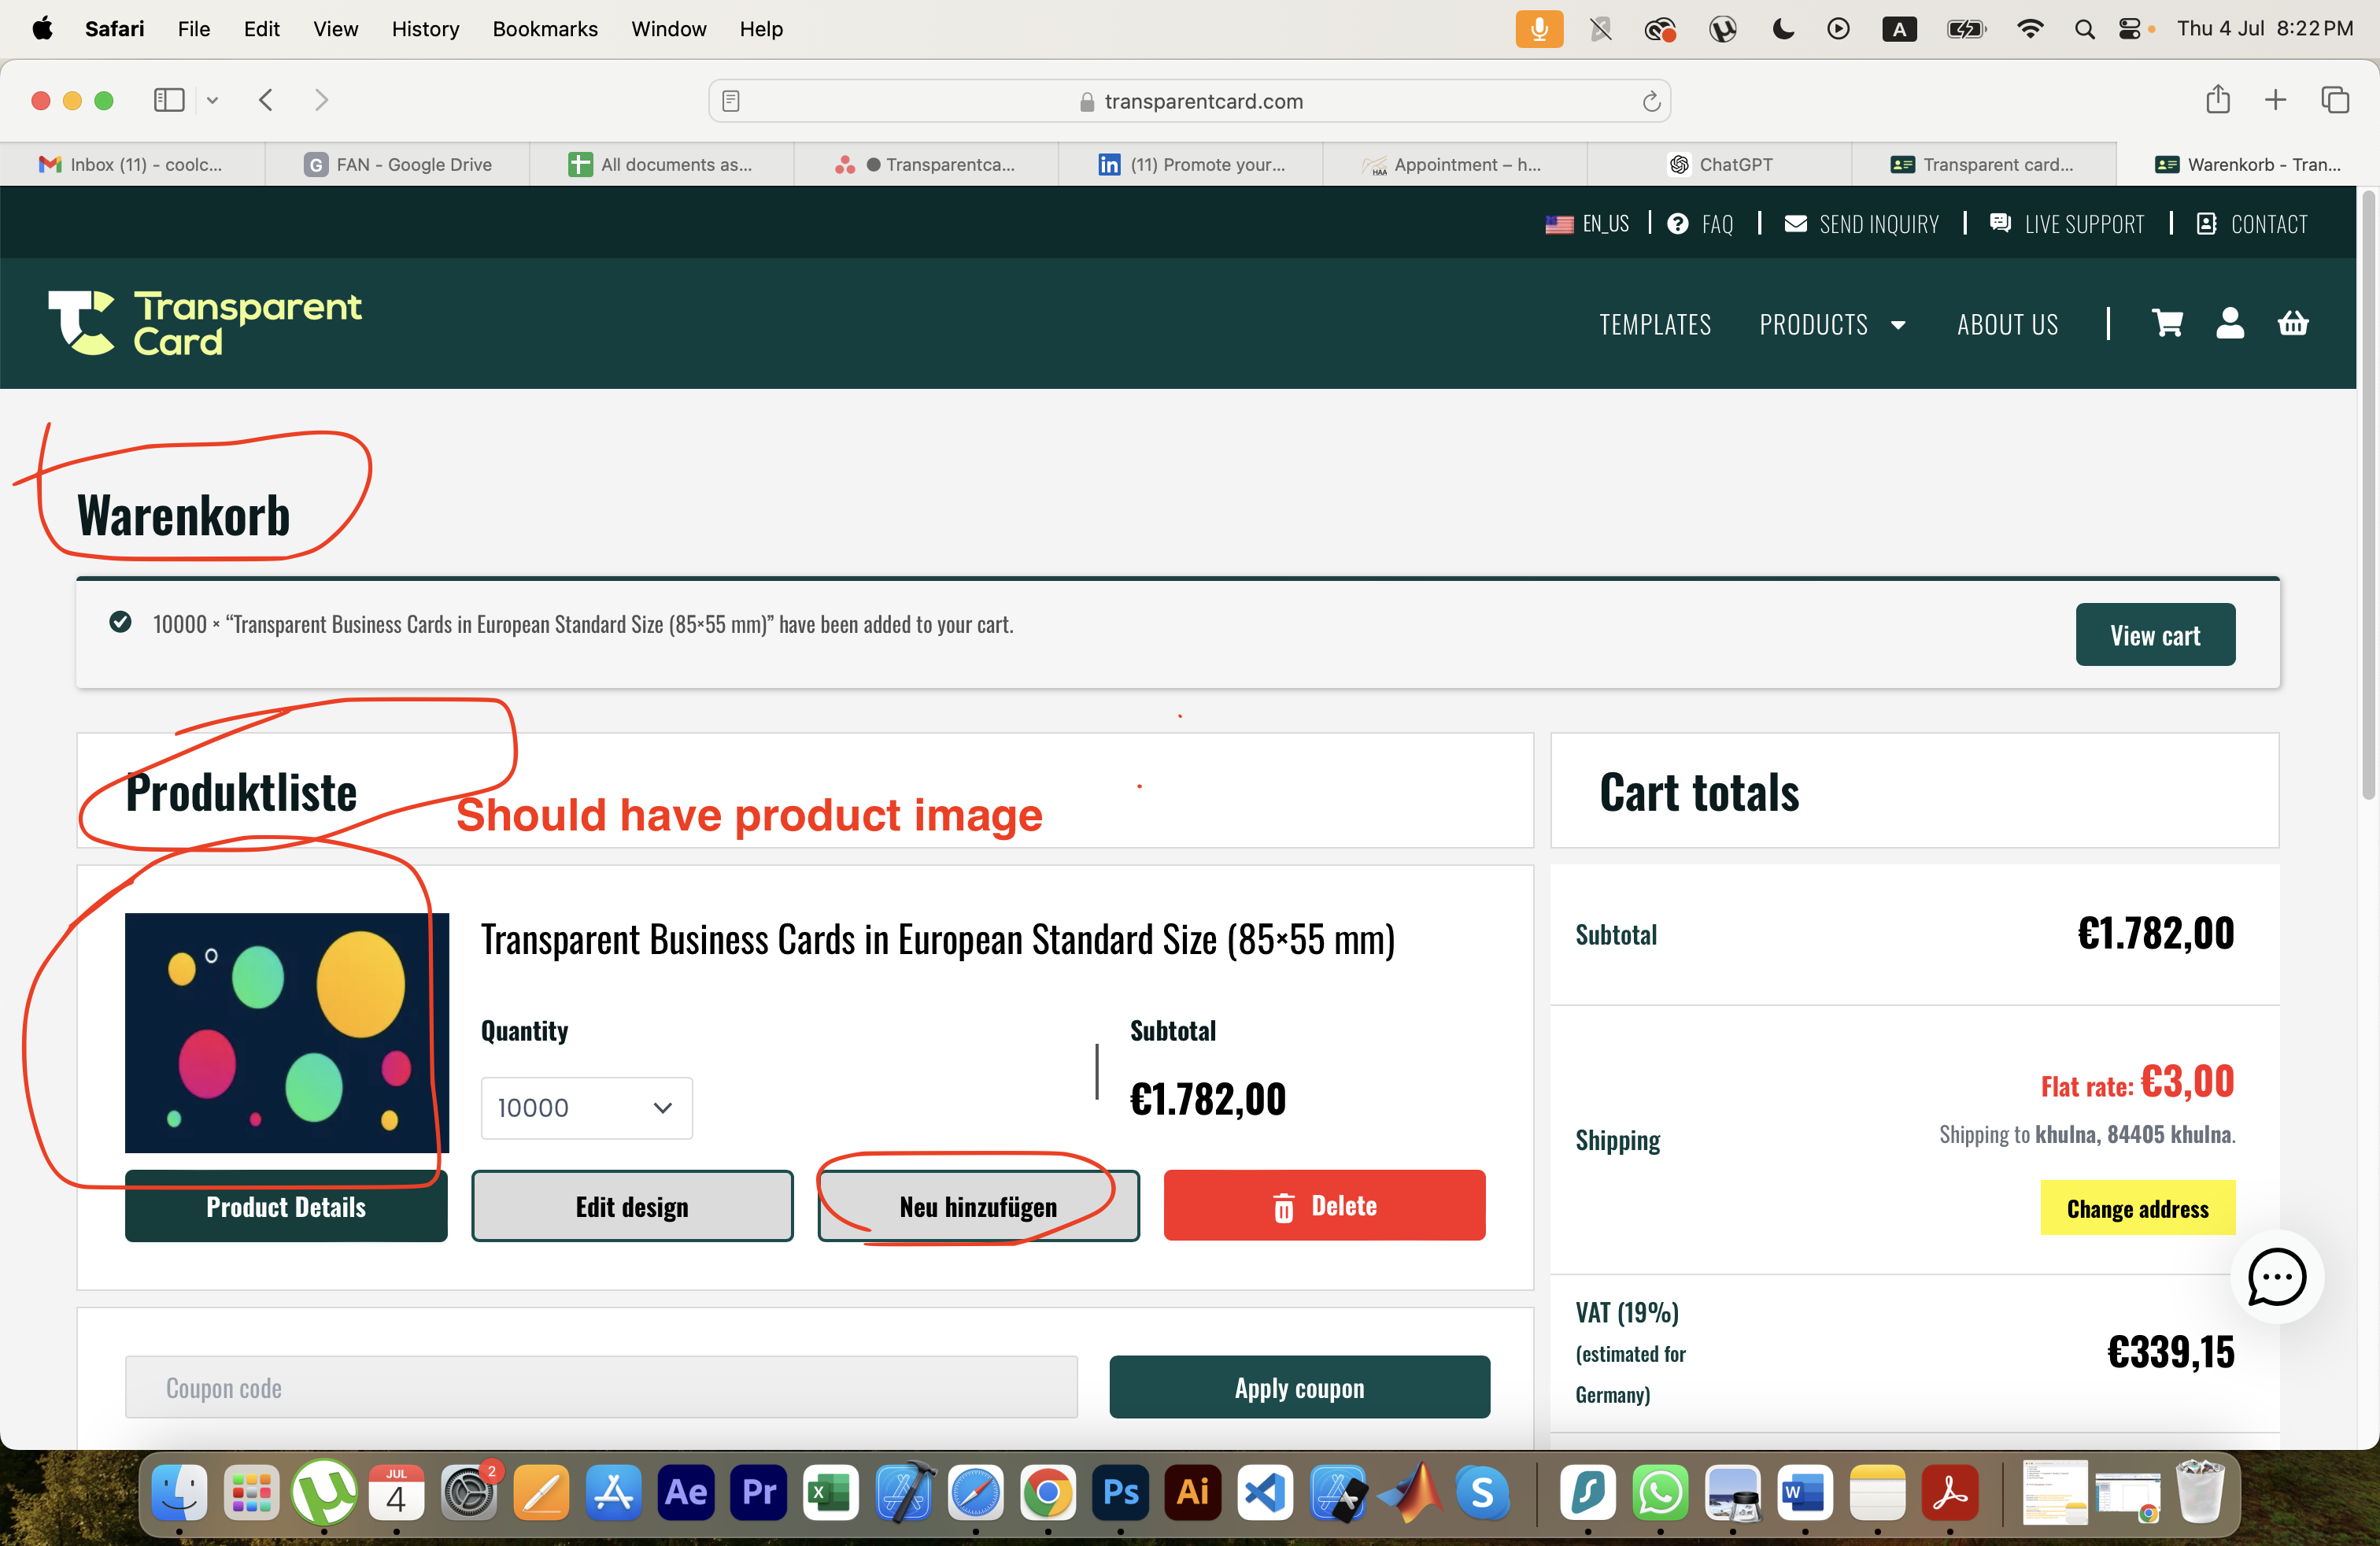 Safari File Edit View History Bookmarks Window Help A Thu 4 Jul 8:22 PM
transparentcard.com
Inbox (11) - coolc... G FAN - Google Drive All documents as... Transparentca... in (11) Promote your... HAA Appointment – h... ChatGPT Transparent card... Warenkorb - Tran...
EN_US FAQ SEND INQUIRY LIVE SUPPORT CONTACT
Transparent
Card
TEMPLATES PRODUCTS ABOUT US
Warenkorb
10000 × “Transparent Business Cards in European Standard Size (85×55 mm)” have been added to your cart.
View cart
Produktliste
Should have product image
Cart totals
Transparent Business Cards in European Standard Size (85×55 mm)
Quantity
Subtotal
10000
€1.782,00
Product Details
Edit design
Neu hinzufügen
Delete
Coupon code
Apply coupon
Subtotal
€1.782,00
Shipping
Flat rate: €3,00
Shipping to khulna, 84405 khulna.
Change address
VAT (19%)
(estimated for
Germany)
€339,15
JUL
4
2
Ae Pr X Ps Ai S W